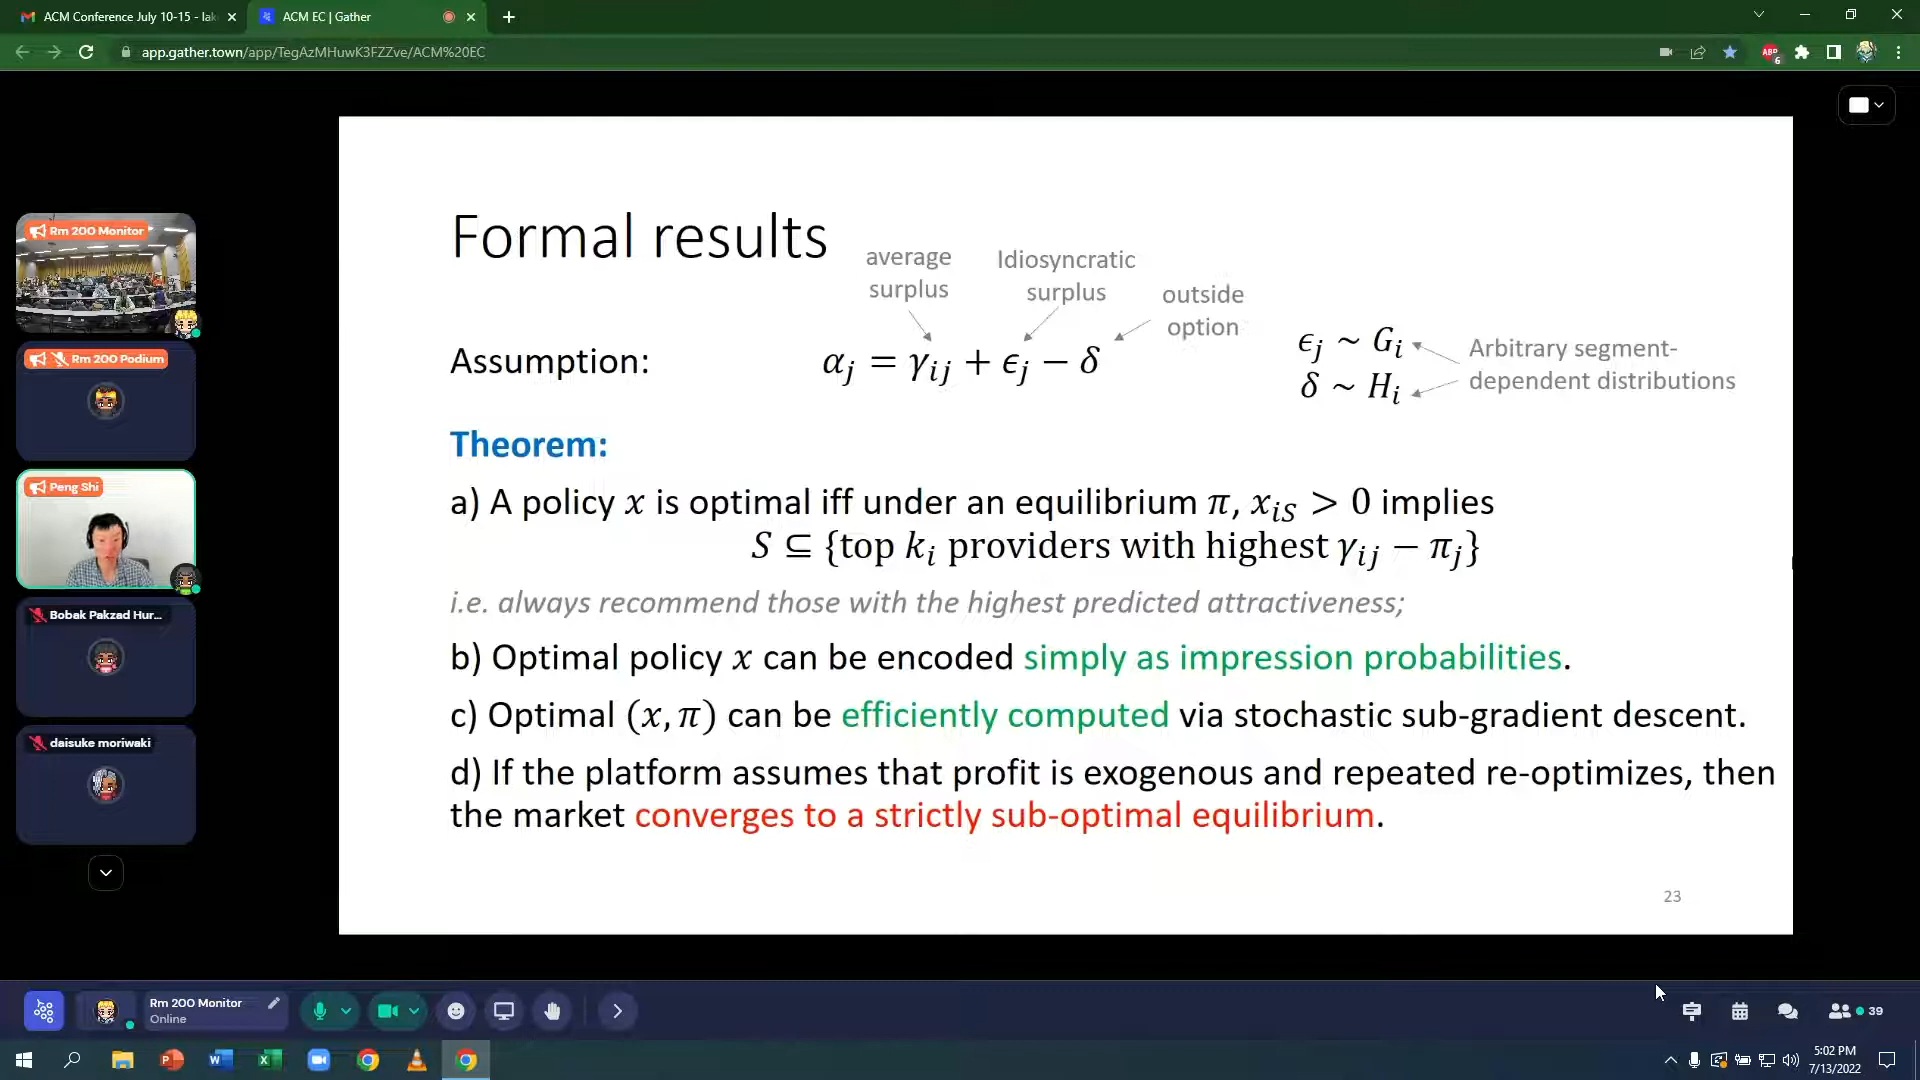 ACM Conference July 10-15 - lak
ACM EC | Gather
app.gather.town/app/TegAzMHuwK3FZZve/ACM%20EC
ABP
6
Rm 200 Monitor
Rm 200 Podium
Peng Shi
Bobak Pakzad Hur...
daisuke moriwaki
Formal results
average
surplus
Idiosyncratic
surplus
outside
option
Assumption:
αj = γij + ϵj − δ
ϵj ~ Gi
δ ~ Hi
Arbitrary segment-
dependent distributions
Theorem:
a) A policy x is optimal iff under an equilibrium π, xiS > 0 implies
S ⊆ {top ki providers with highest γij − πj}
i.e. always recommend those with the highest predicted attractiveness;
b) Optimal policy x can be encoded simply as impression probabilities.
c) Optimal (x, π) can be efficiently computed via stochastic sub-gradient descent.
d) If the platform assumes that profit is exogenous and repeated re-optimizes, then
the market converges to a strictly sub-optimal equilibrium.
23
Rm 200 Monitor
Online
39
5:02 PM
7/13/2022